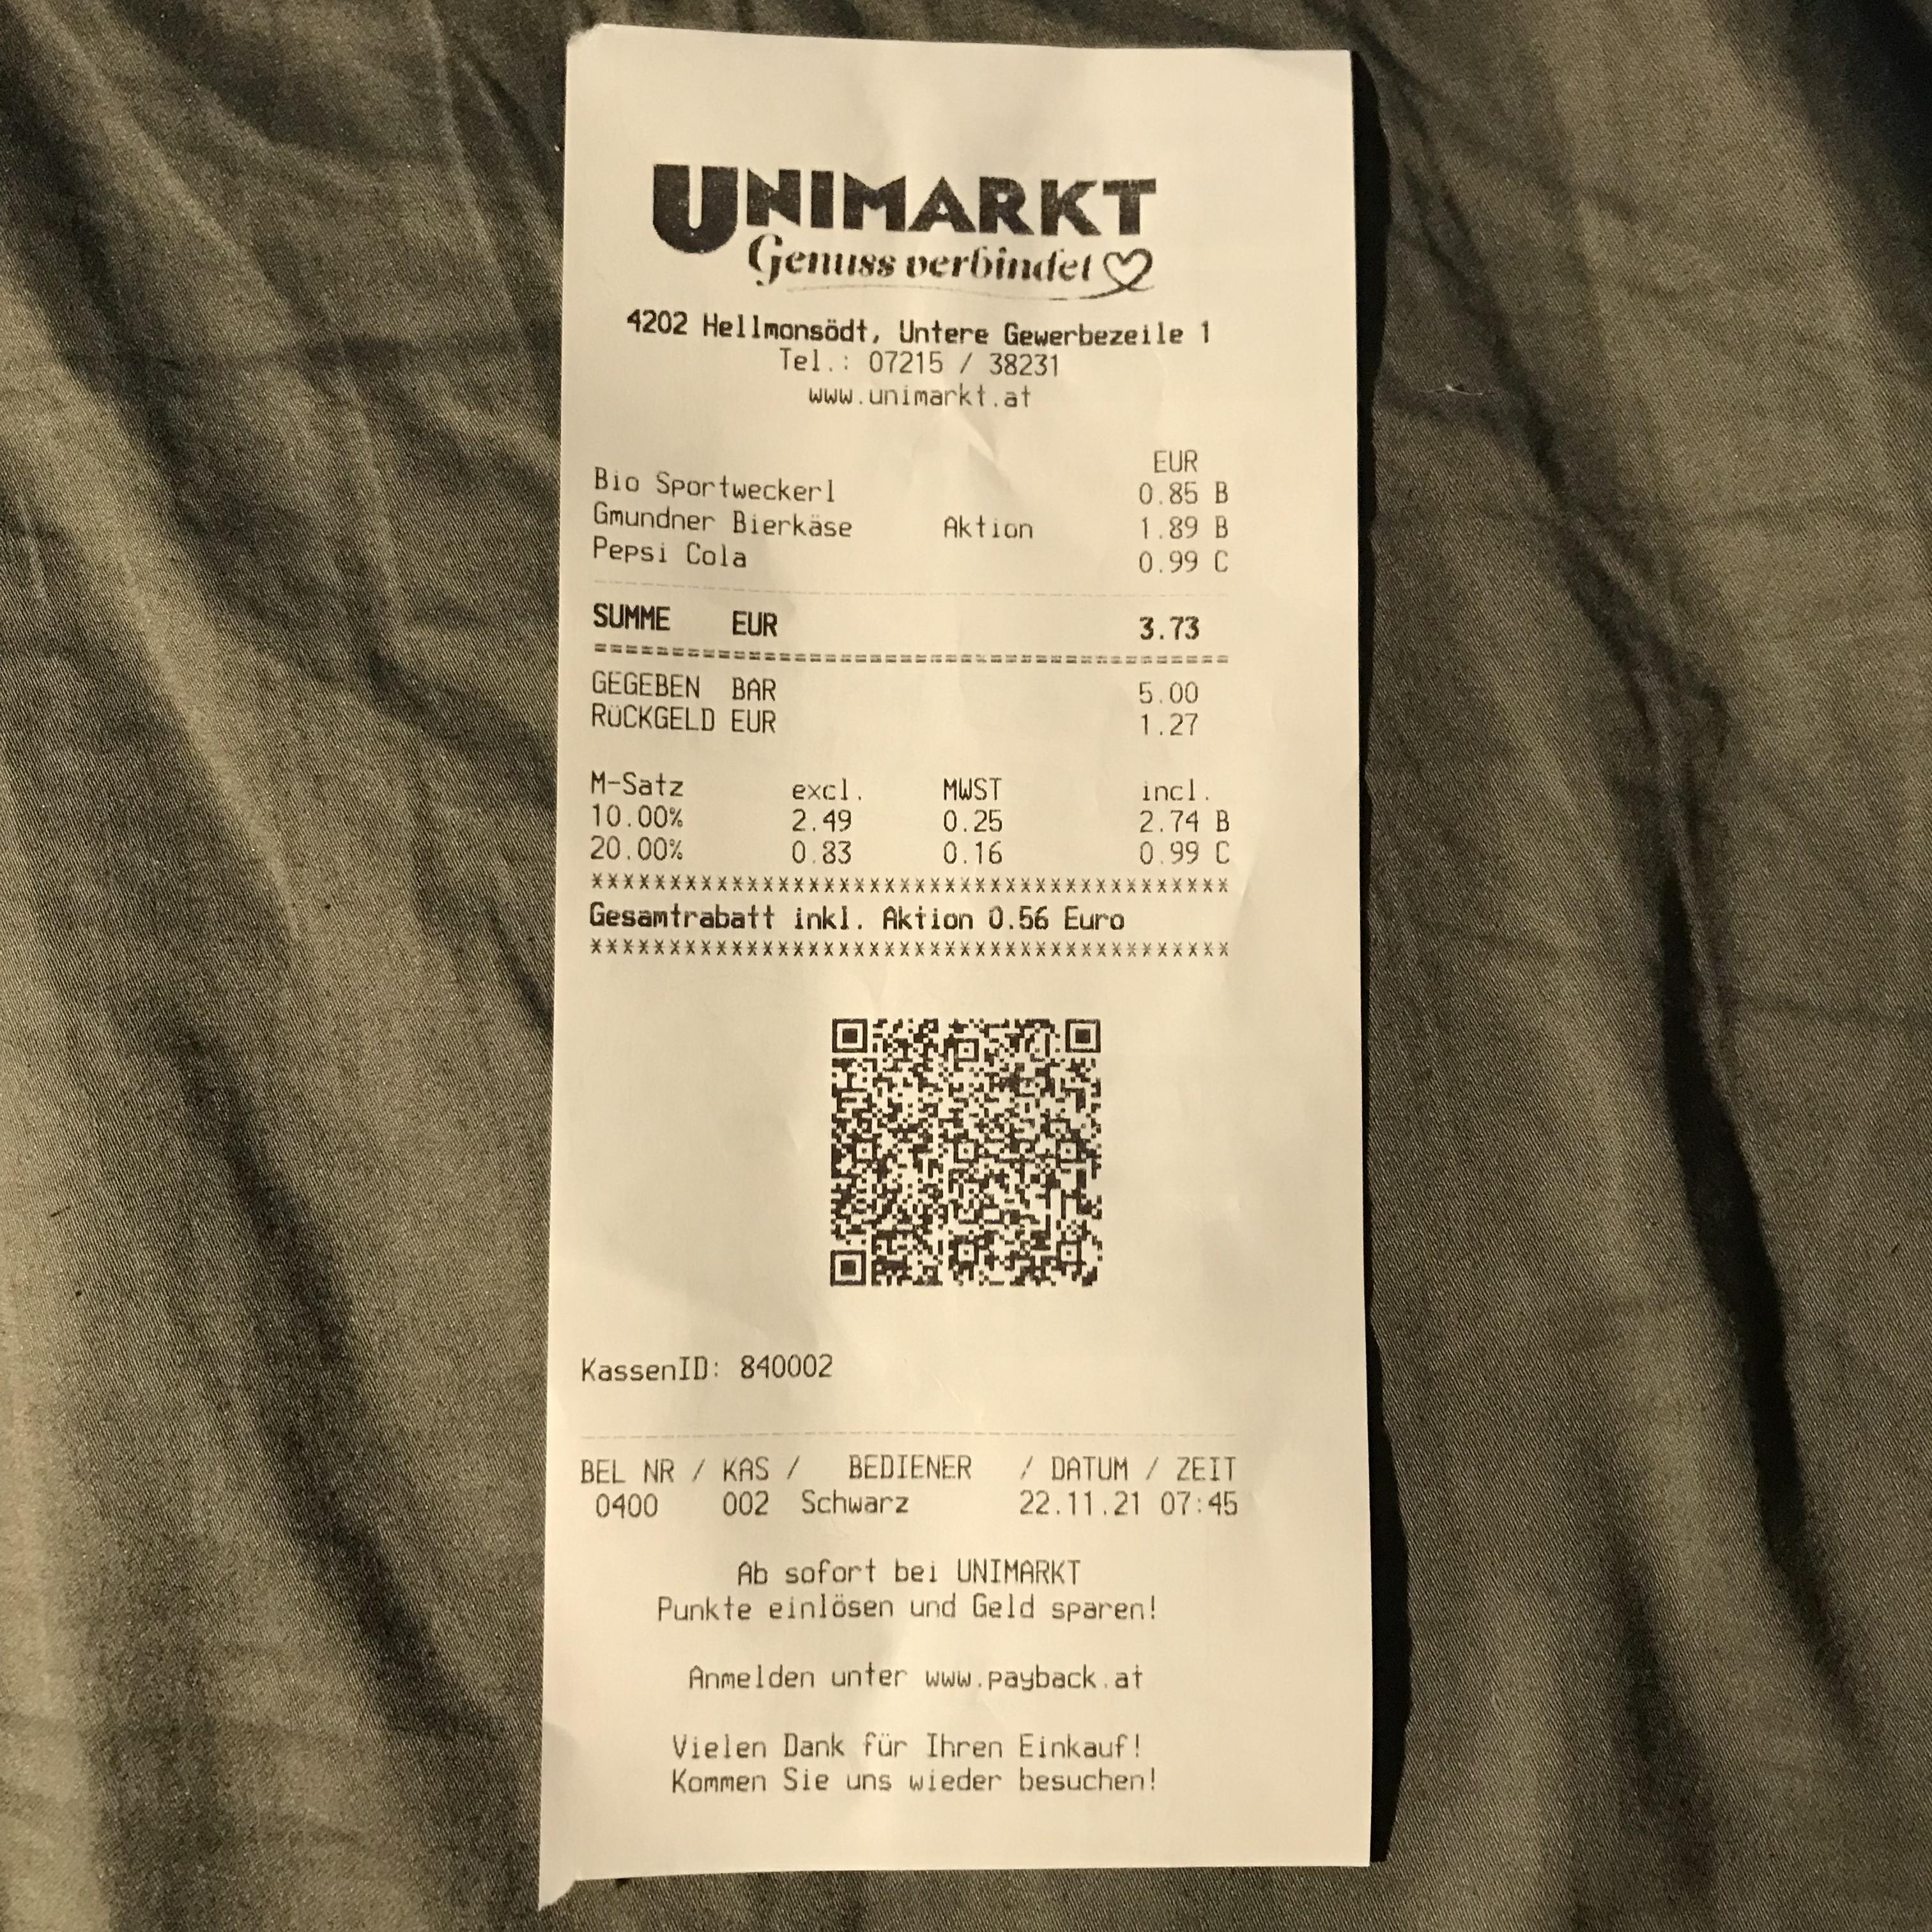 UNIMARKT
Genuss verbindet
4202 Hellmonsödt, Untere Gewerbezeile 1
Tel.: 07215 / 38231
www.unimarkt.at
EUR
Bio Sportweckerl 0.85 B
Gmundner Bierkäse Aktion 1.89 B
Pepsi Cola 0.99 C
SUMME EUR 3.73
==========================================
GEGEBEN BAR 5.00
RÜCKGELD EUR 1.27
M-Satz excl. MWST incl.
10.00% 2.49 0.25 2.74 B
20.00% 0.83 0.16 0.99 C
******************************************
Gesamtrabatt inkl. Aktion 0.56 Euro
******************************************
KassenID: 840002
BEL NR / KAS / BEDIENER / DATUM / ZEIT
0400 002 Schwarz 22.11.21 07:45
Ab sofort bei UNIMARKT
Punkte einlösen und Geld sparen!
Anmelden unter www.payback.at
Vielen Dank für Ihren Einkauf!
Kommen Sie uns wieder besuchen!